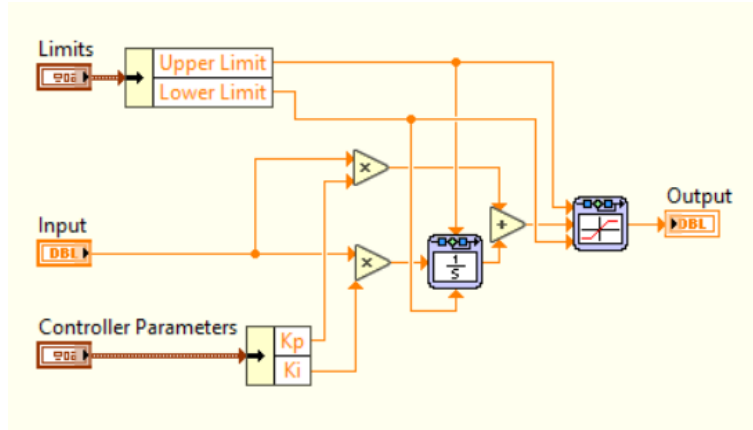 Limits
Upper Limit
Lower Limit
×
Input
DBL
×
1
S
+
Output
DBL
Controller Parameters
Kp
Ki